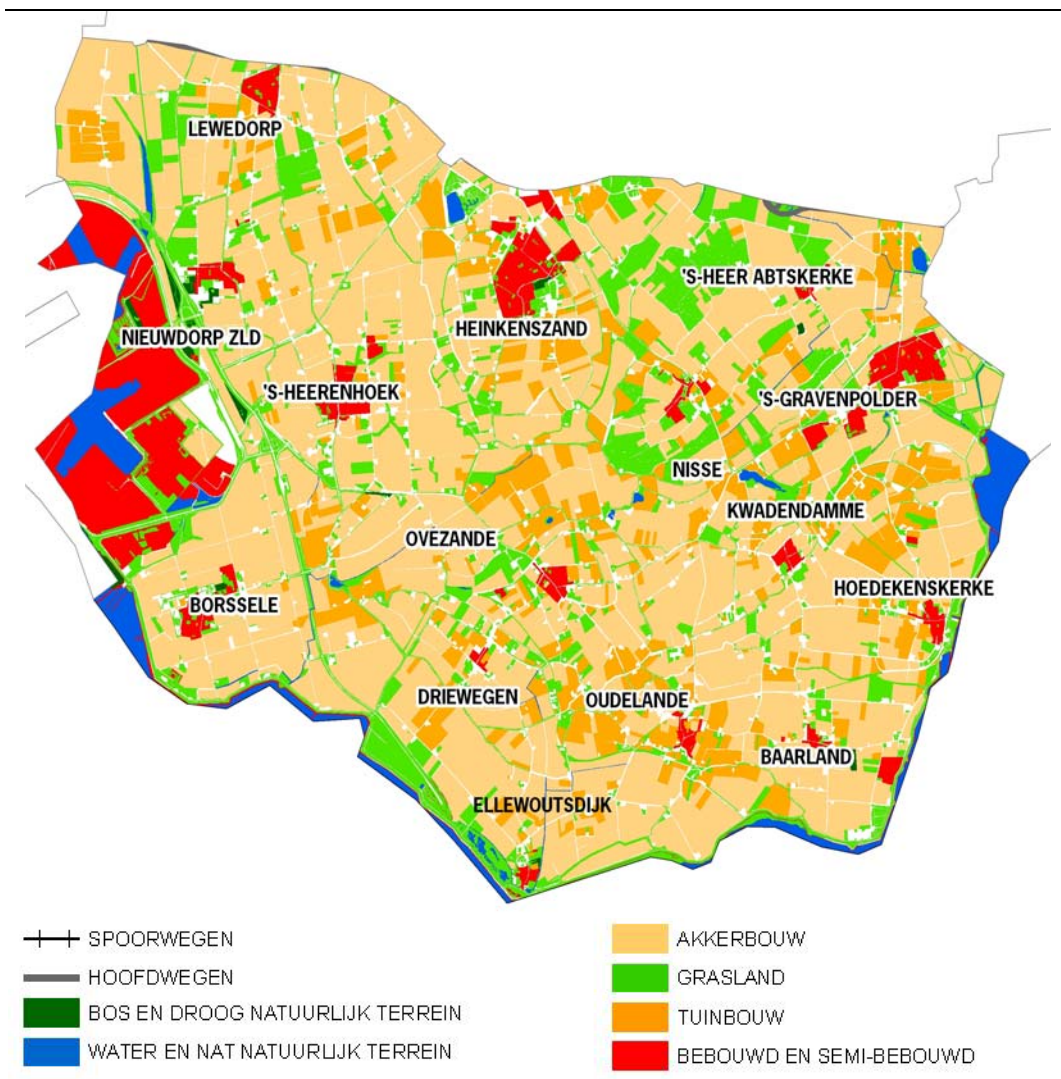 LEWEDORP
'S-HEER ABTSKERKE
HEINKENSZAND
NIEUWDORP ZLD
'S-HEERENHOEK
'S-GRAVENPOLDER
NISSE
KWADENDAMME
OVEZANDE
HOEDEKENSKERKE
BORSSELE
DRIEWEGEN
OUDELANDE
BAARLAND
ELLEWOUTSDIJK
SPOORWEGEN
HOOFDWEGEN
BOS EN DROOG NATUURLIJK TERREIN
WATER EN NAT NATUURLIJK TERREIN
AKKERBOUW
GRASLAND
TUINBOUW
BEBOUWD EN SEMI-BEBOUWD